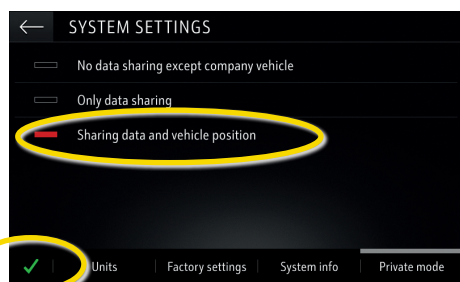 SYSTEM SETTINGS
No data sharing except company vehicle
Only data sharing
Sharing data and vehicle position
Units Factory settings System info Private mode